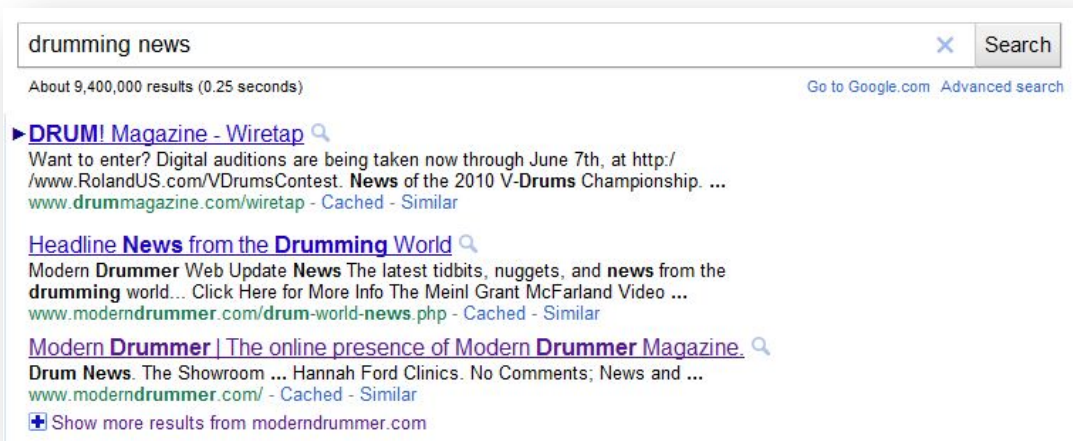 drumming news
Search
About 9,400,000 results (0.25 seconds)
Go to Google.com Advanced search
DRUM! Magazine - Wiretap
Want to enter? Digital auditions are being taken now through June 7th, at http:/
/www.RolandUS.com/VDrumsContest. News of the 2010 V-Drums Championship. ...
www.drummagazine.com/wiretap - Cached - Similar
Headline News from the Drumming World
Modern Drummer Web Update News The latest tidbits, nuggets, and news from the
drumming world... Click Here for More Info The Meinl Grant McFarland Video ...
www.moderndrummer.com/drum-world-news.php - Cached - Similar
Modern Drummer | The online presence of Modern Drummer Magazine.
Drum News. The Showroom ... Hannah Ford Clinics. No Comments; News and ...
www.moderndrummer.com/ - Cached - Similar
Show more results from moderndrummer.com